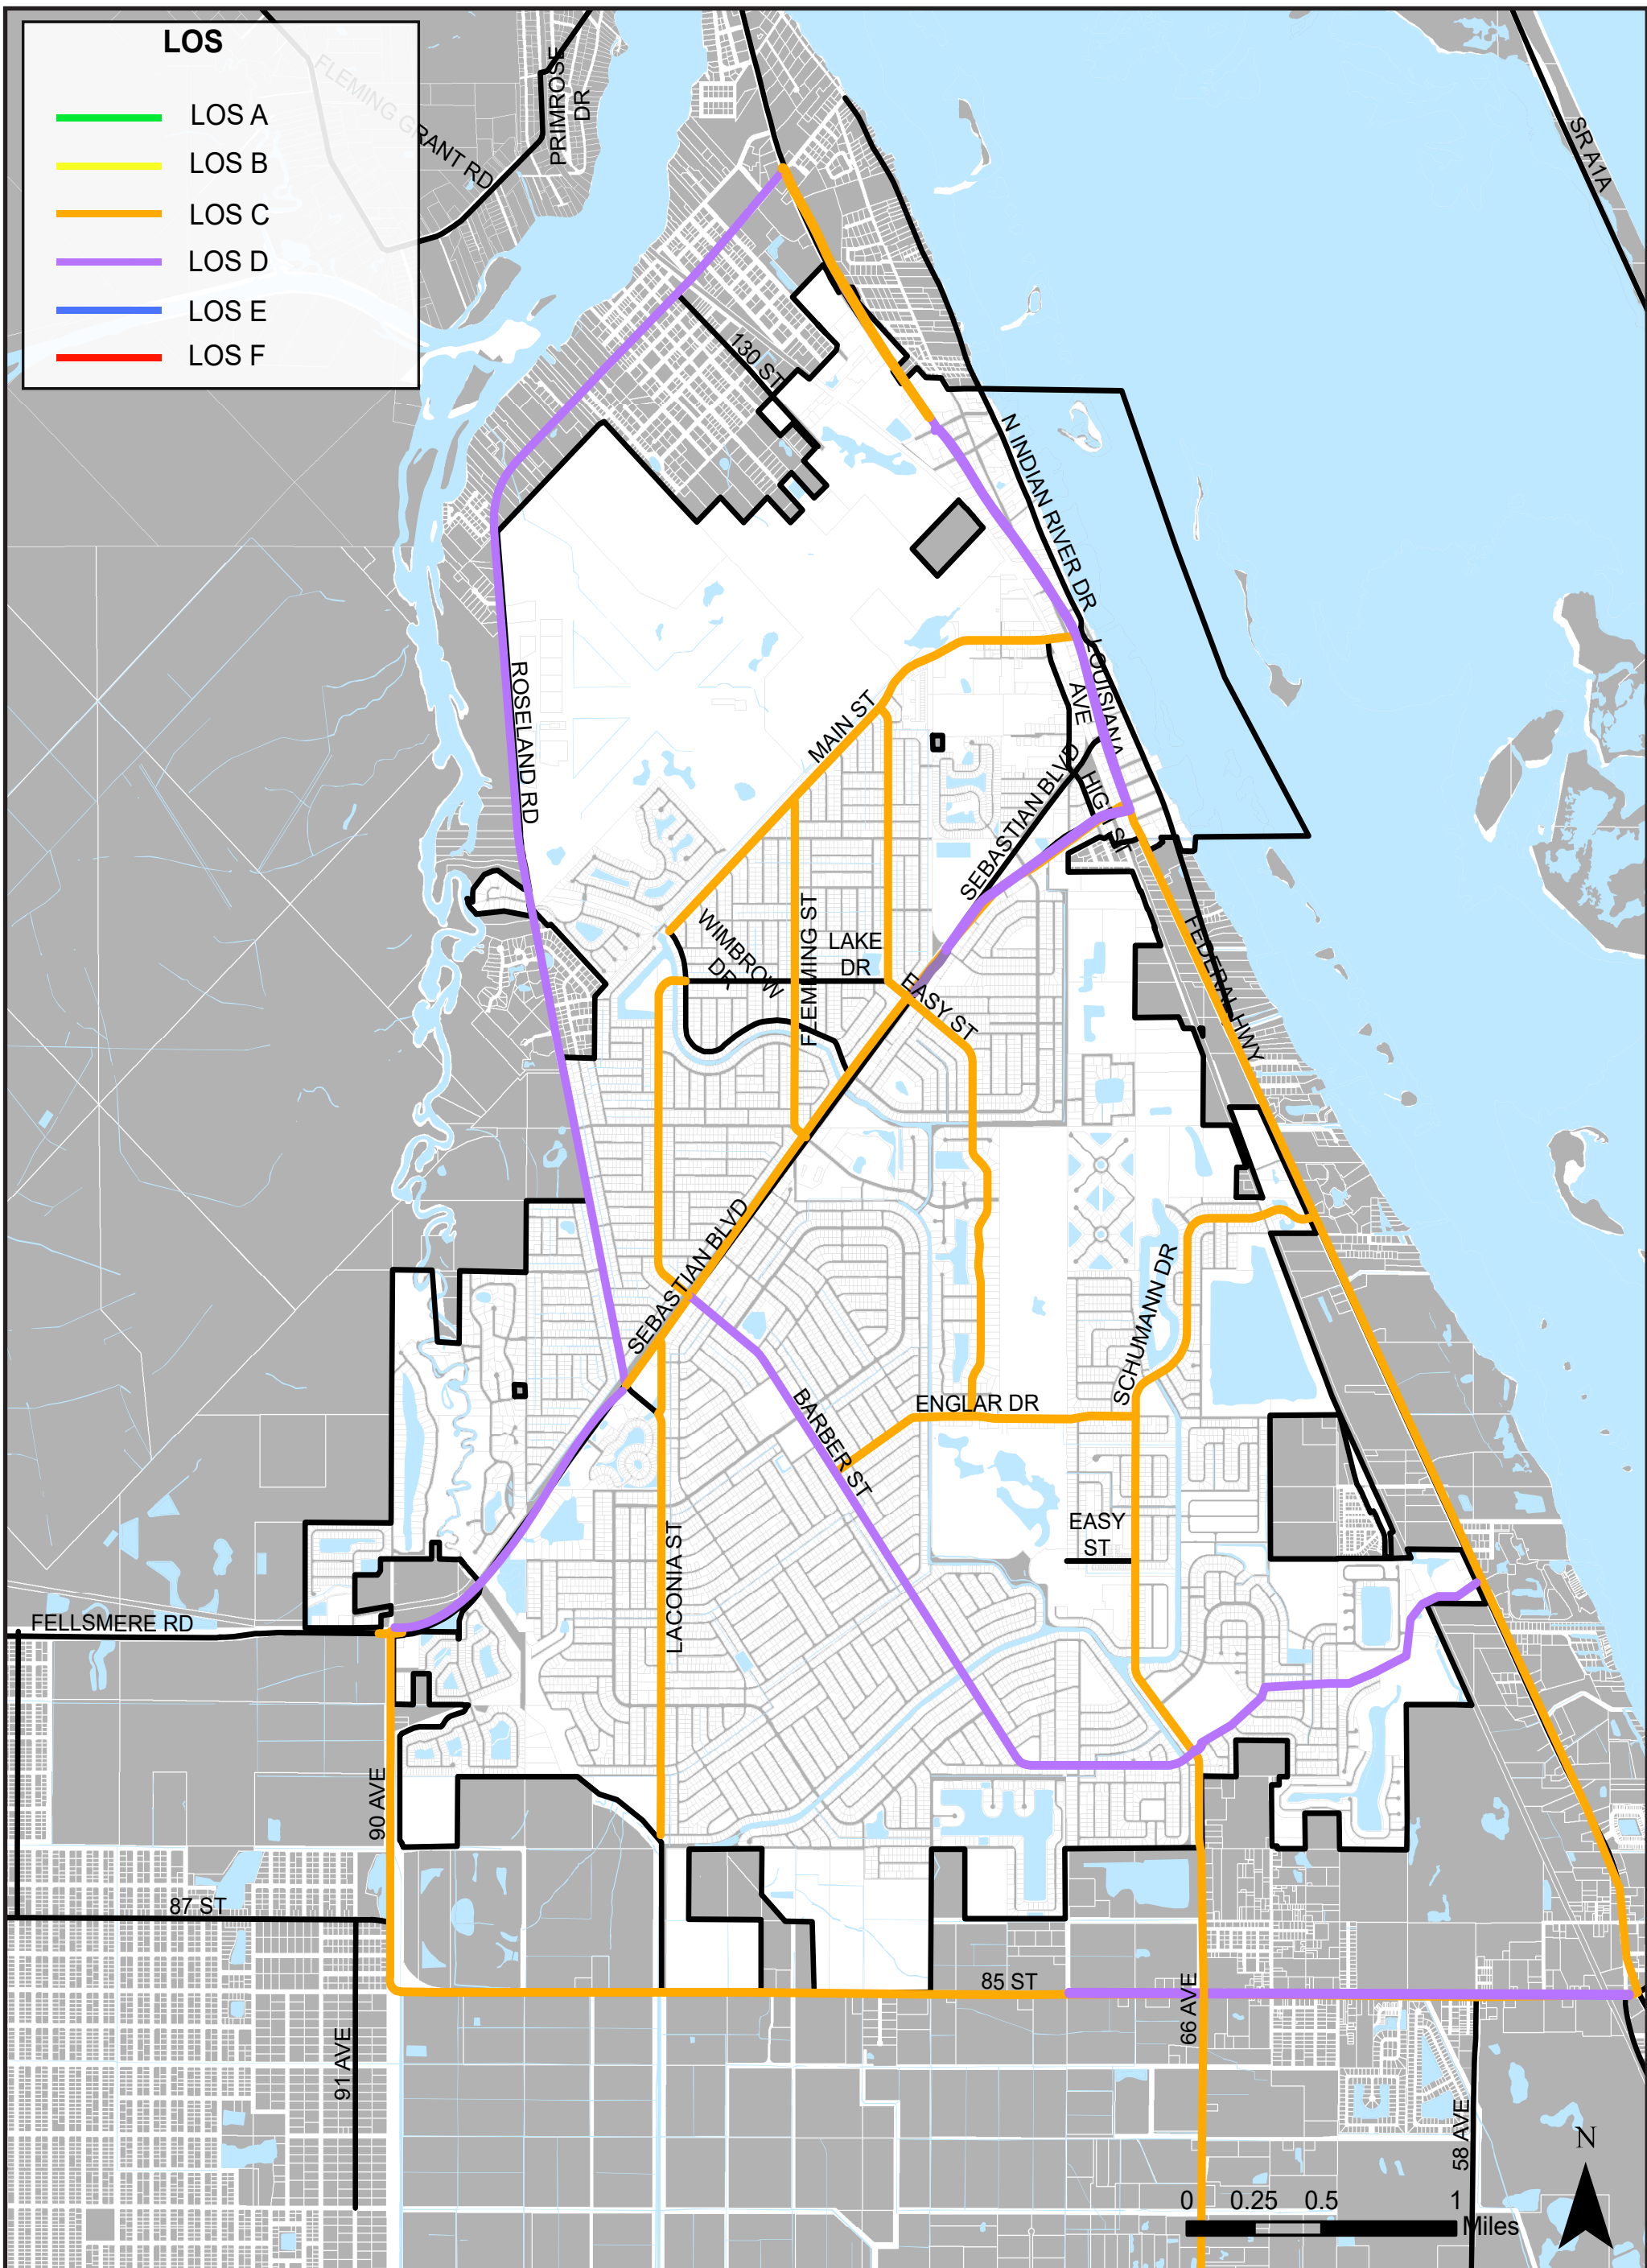 LOS
LOS A
LOS B
LOS C
LOS D
LOS E
LOS F
FLEMING GRANT RD
PRIMROSE
DR
SR A1A
130 ST
N INDIAN RIVER DR
LOUISIANA
AVE
ROSELAND RD
MAIN ST
SEBASTIAN BLVD
HIGH ST
WIMBROW
DR
FLEMMING ST
LAKE
DR
EASY ST
FEDERAL HWY
SEBASTIAN BLVD
SCHUMANN DR
BARBER ST
ENGLAR DR
EASY
ST
LACONIA ST
FELLSMERE RD
90 AVE
87 ST
85 ST
66 AVE
91 AVE
58 AVE
N
0 0.25 0.5 1
Miles